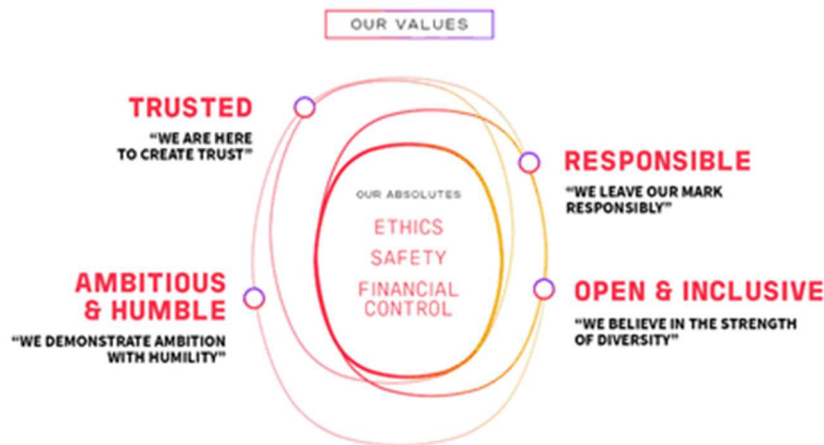 OUR VALUES
TRUSTED
"WE ARE HERE
TO CREATE TRUST"
RESPONSIBLE
"WE LEAVE OUR MARK
RESPONSIBLY"
OUR ABSOLUTES
ETHICS
SAFETY
FINANCIAL
CONTROL
AMBITIOUS
& HUMBLE
"WE DEMONSTRATE AMBITION
WITH HUMILITY"
OPEN & INCLUSIVE
"WE BELIEVE IN THE STRENGTH
OF DIVERSITY"